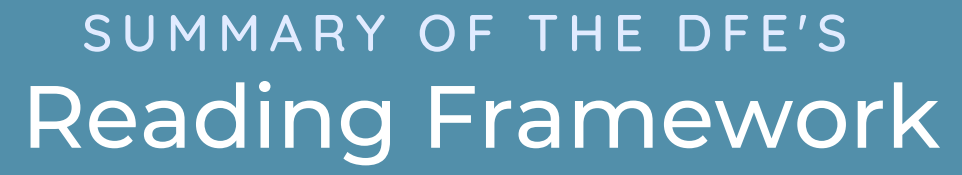 SUMMARY OF THE DFE'S
Reading Framework